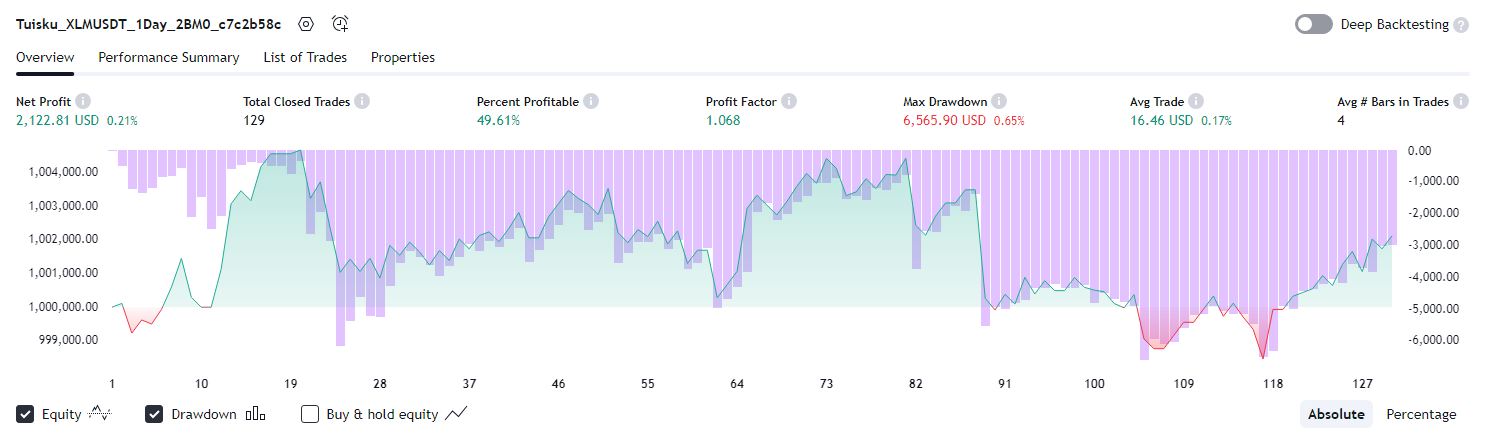 Tuisku_XLMUSDT_1Day_2BM0_c7c2b58c Deep Backtesting ?
Overview Performance Summary List of Trades Properties
Net Profit i Total Closed Trades i Percent Profitable i Profit Factor i Max Drawdown i Avg Trade i Avg # Bars in Trades i
2,122.81 USD 0.21% 129 49.61% 1.068 6,565.90 USD 0.65% 16.46 USD 0.17% 4
0.00
1,004,000.00 -1,000.00
1,003,000.00 -2,000.00
1,002,000.00 -3,000.00
1,001,000.00 -4,000.00
1,000,000.00 -5,000.00
999,000.00 -6,000.00
1 10 19 28 37 46 55 64 73 82 91 100 109 118 127
Equity Drawdown Buy & hold equity Absolute Percentage